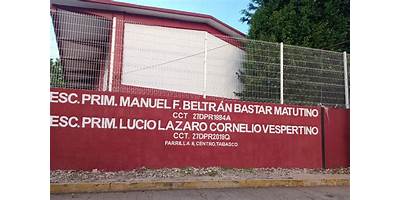 ESC. PRIM. MANUEL F. BELTRÁN BASTAR MATUTINO
CCT 27DPR1884A
ESC. PRIM. LUCIO LAZARO CORNELIO VESPERTINO
CCT. 27DPR2019Q
PARRILLA II, CENTRO, TABASCO